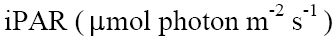 iPAR ( μmol photon m⁻² s⁻¹ )